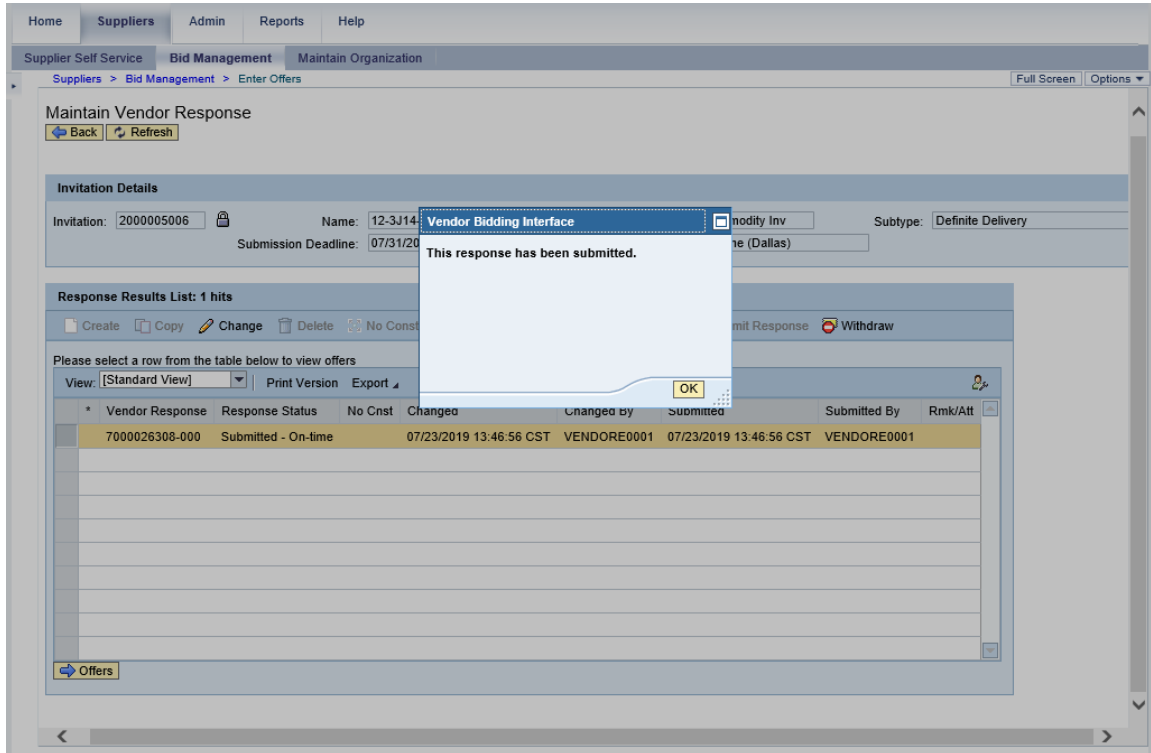 Home Suppliers Admin Reports Help
Supplier Self Service Bid Management Maintain Organization
Suppliers > Bid Management > Enter Offers Full Screen Options
Maintain Vendor Response
Back Refresh
Invitation Details
Invitation: 2000005006 Name: 12-3J14- modity Inv Subtype: Definite Delivery
Submission Deadline: 07/31/20 ne (Dallas)
Vendor Bidding Interface
This response has been submitted.
OK
Response Results List: 1 hits
Create Copy Change Delete No Const mit Response Withdraw
Please select a row from the table below to view offers
View: [Standard View] Print Version Export
* Vendor Response Response Status No Cnst Changed Changed By Submitted Submitted By Rmk/Att
7000026308-000 Submitted - On-time 07/23/2019 13:46:56 CST VENDORE0001 07/23/2019 13:46:56 CST VENDORE0001
Offers